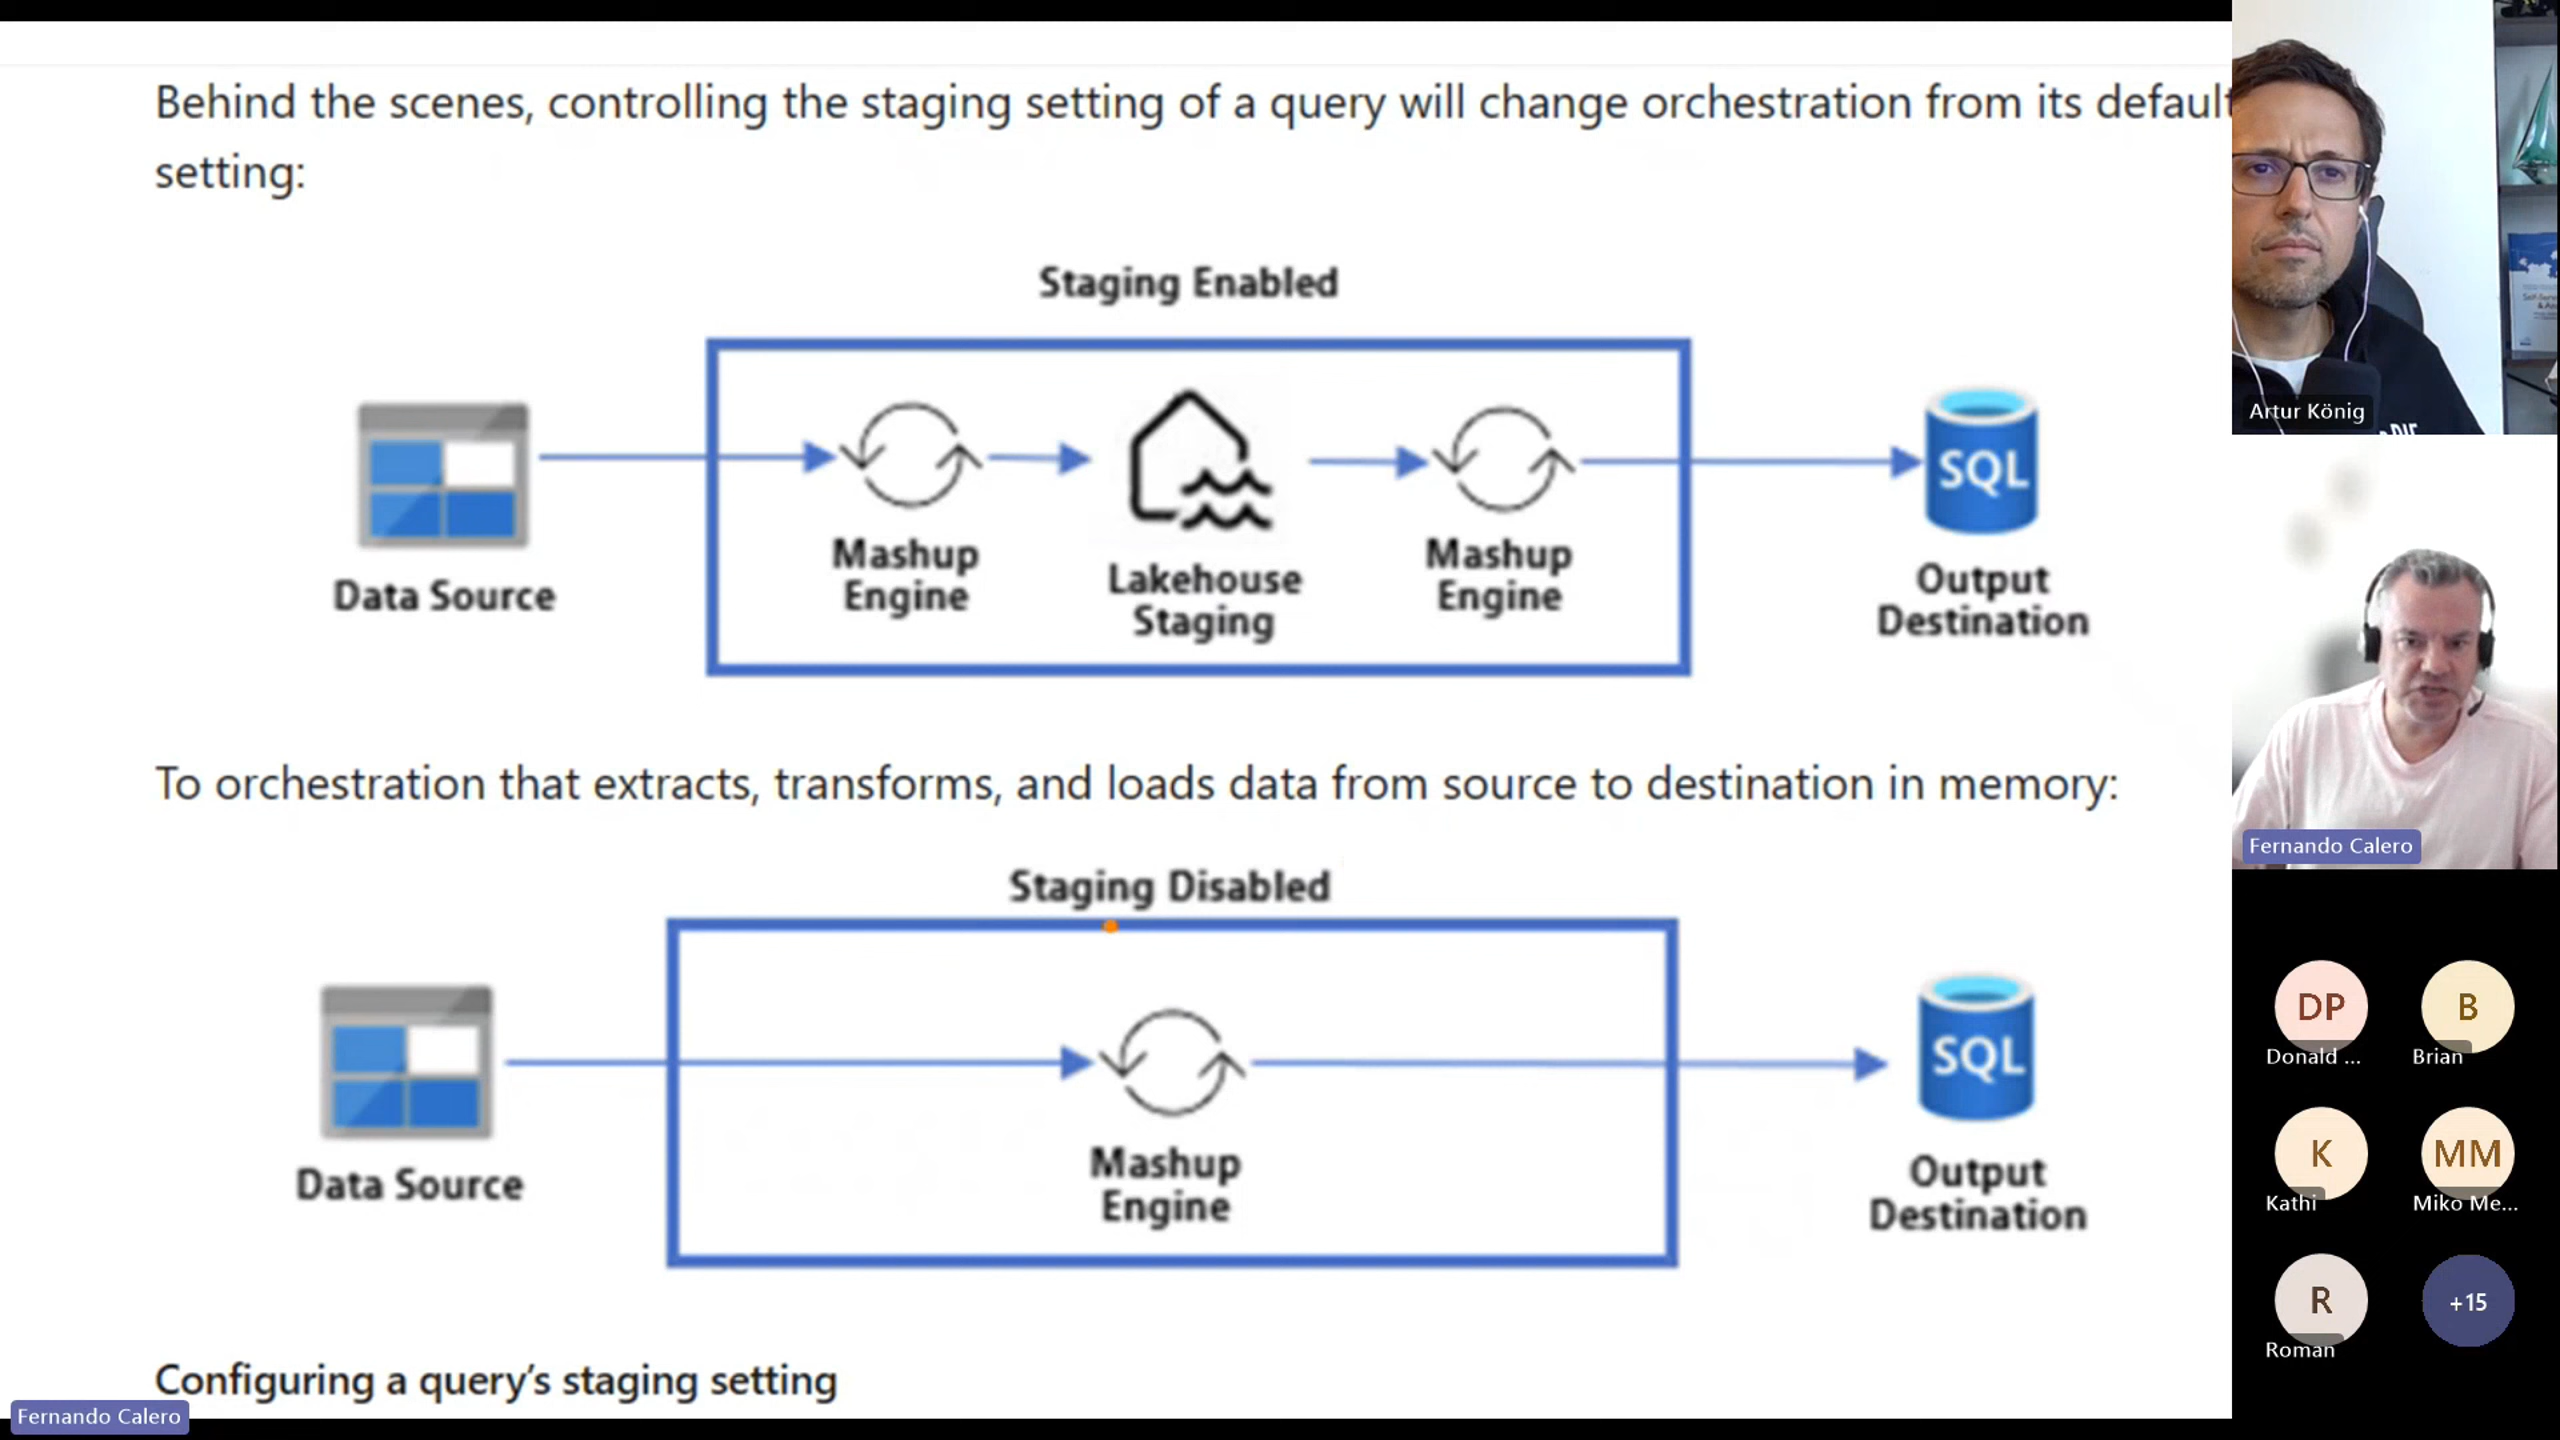 Behind the scenes, controlling the staging setting of a query will change orchestration from its default
setting:
Staging Enabled
Data Source
Mashup
Engine
Lakehouse
Staging
Mashup
Engine
SQL
Output
Destination
To orchestration that extracts, transforms, and loads data from source to destination in memory:
Staging Disabled
Data Source
Mashup
Engine
SQL
Output
Destination
Configuring a query's staging setting
Fernando Calero
Artur König
Fernando Calero
DP
Donald ...
B
Brian
K
Kathi
MM
Miko Me...
R
Roman
+15